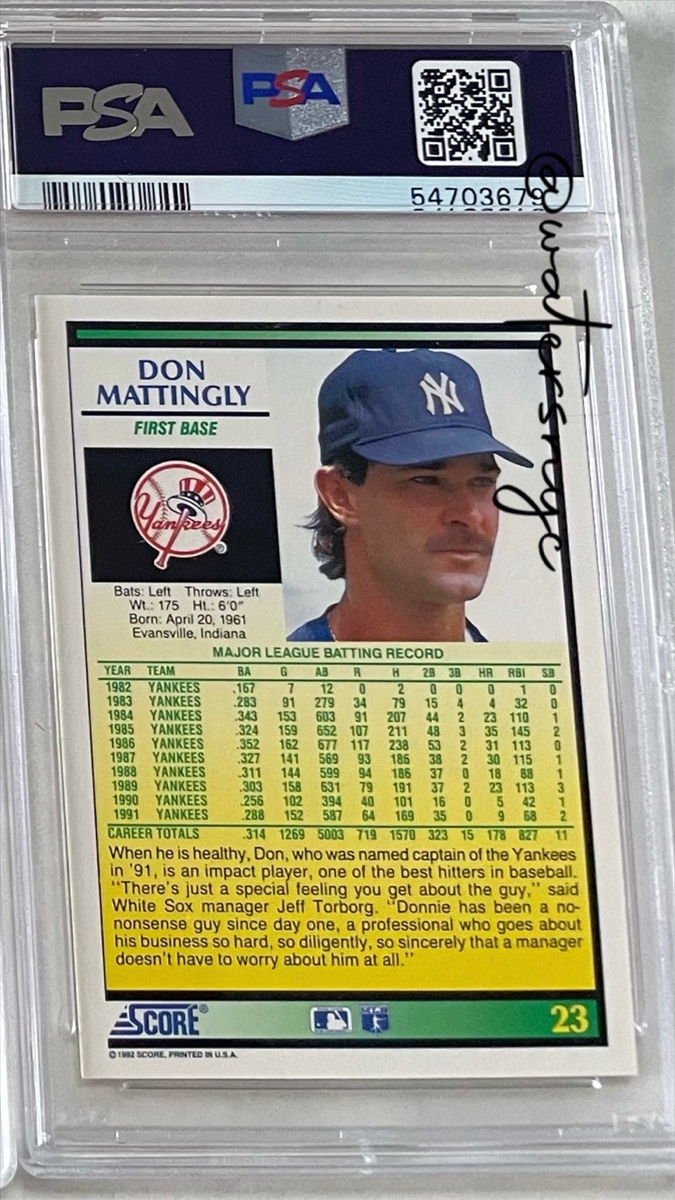 PSA
PSA
54703679
@watersnyc
DON
MATTINGLY
FIRST BASE
NY
Yankees
®
Bats: Left Throws: Left
Wt.: 175 Ht.: 6'0"
Born: April 20, 1961
Evansville, Indiana
MAJOR LEAGUE BATTING RECORD
YEAR TEAM BA G AB R H 2B 3B HR RBI SB
1982 YANKEES .167 7 12 0 2 0 0 0 1 0
1983 YANKEES .283 91 279 34 79 15 4 4 32 0
1984 YANKEES .343 153 603 91 207 44 2 23 110 1
1985 YANKEES .324 159 652 107 211 48 3 35 145 2
1986 YANKEES .352 162 677 117 238 53 2 31 113 0
1987 YANKEES .327 141 569 93 186 38 2 30 115 1
1988 YANKEES .311 144 599 94 186 37 0 18 88 1
1989 YANKEES .303 158 631 79 191 37 2 23 113 3
1990 YANKEES .256 102 394 40 101 16 0 5 42 1
1991 YANKEES .288 152 587 64 169 35 0 9 68 2
CAREER TOTALS .314 1269 5003 719 1570 323 15 178 827 11
When he is healthy, Don, who was named captain of the Yankees
in '91, is an impact player, one of the best hitters in baseball.
"There's just a special feeling you get about the guy," said
White Sox manager Jeff Torborg. "Donnie has been a no-
nonsense guy since day one, a professional who goes about
his business so hard, so diligently, so sincerely that a manager
doesn't have to worry about him at all."
SCORE® 23
© 1992 SCORE, PRINTED IN U.S.A.